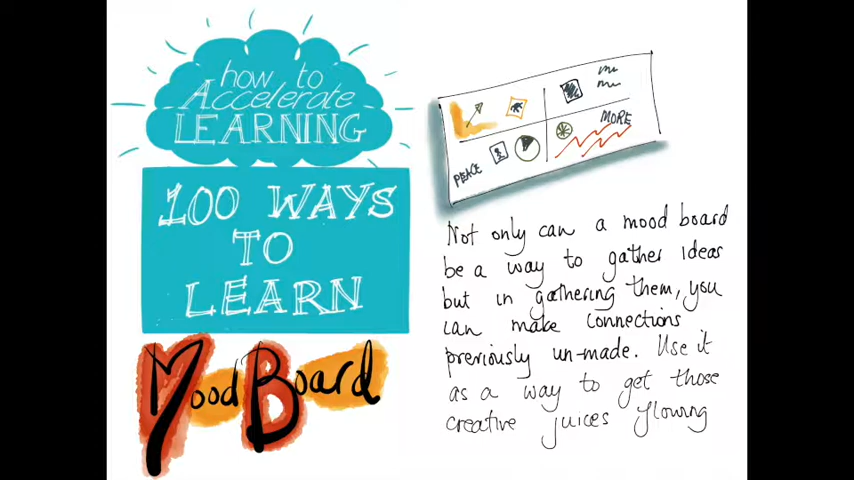 how to
Accelerate
LEARNING
100 WAYS
TO
LEARN
Mood Board
MORE
PEACE
Not only can a mood board
be a way to gather ideas
but in gathering them, you
can make connections
previously un-made. Use it
as a way to get those
creative juices flowing